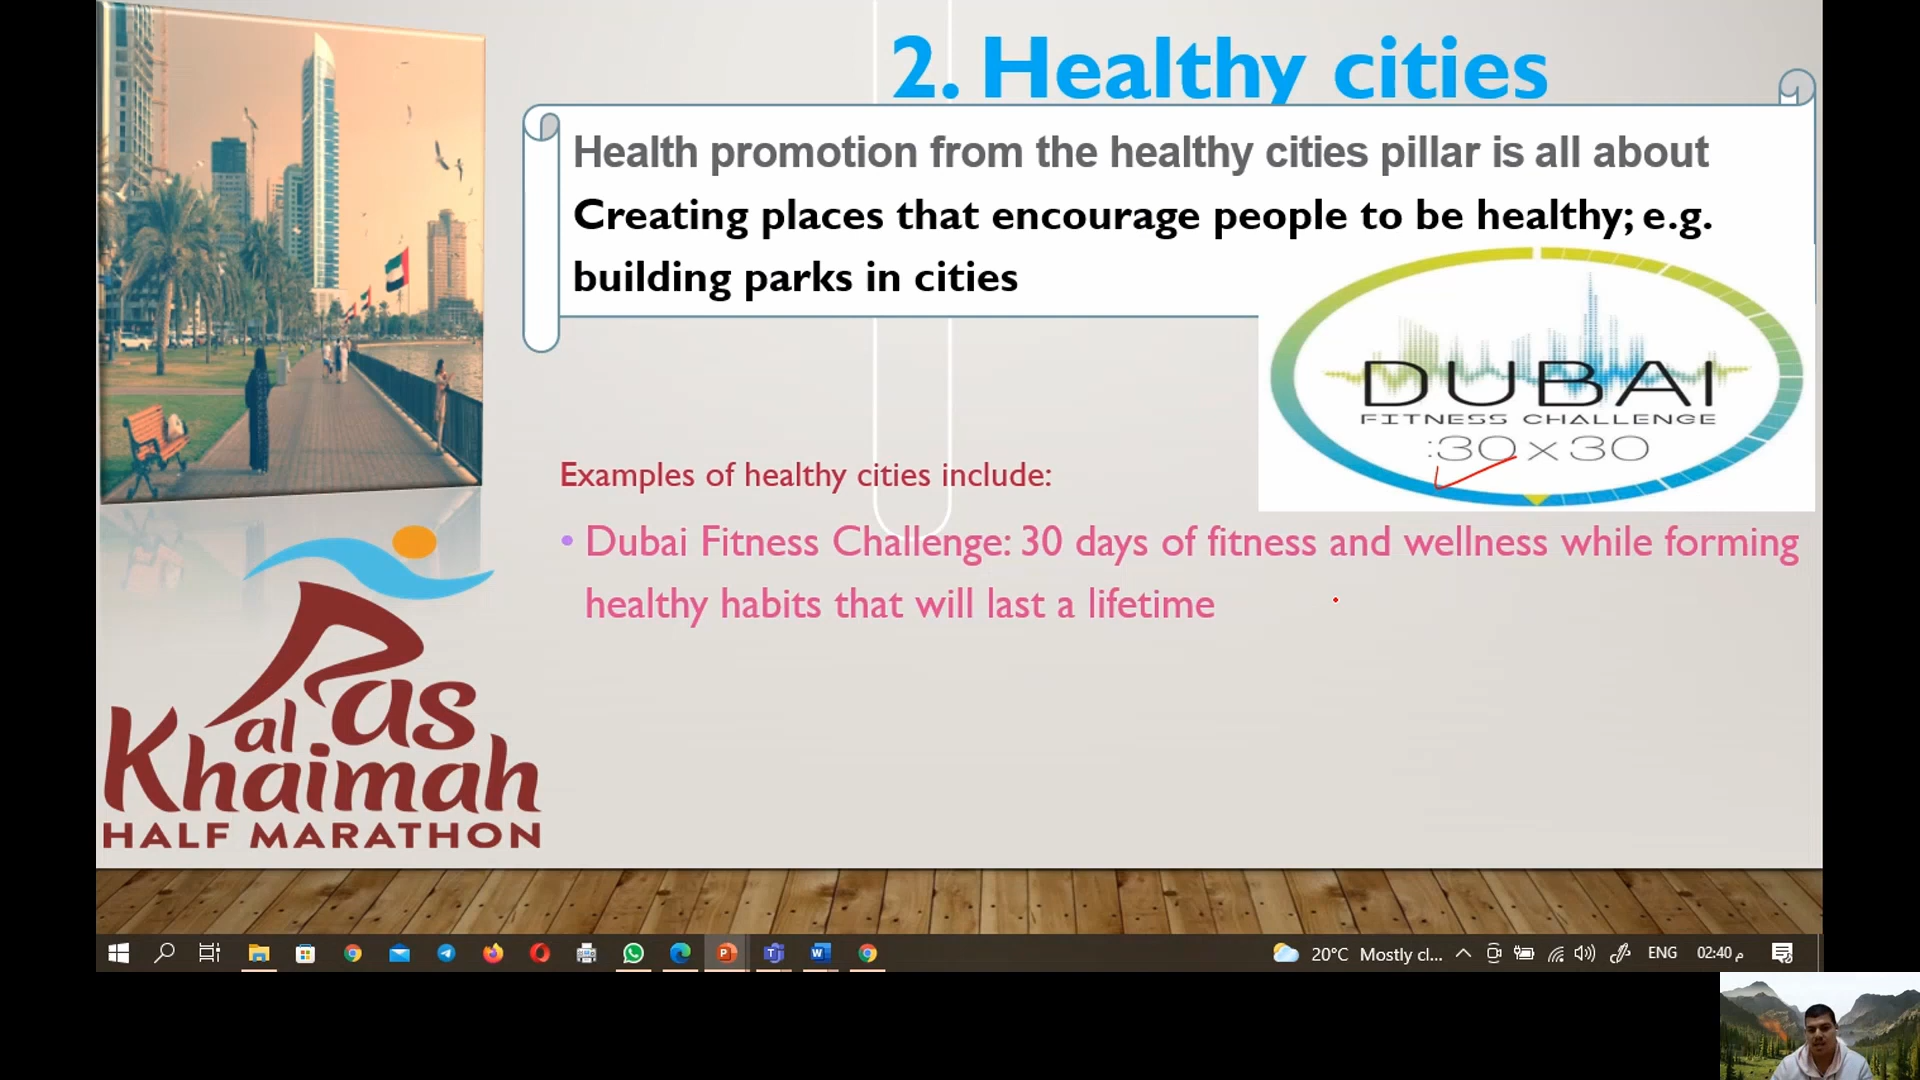 2. Healthy cities
Health promotion from the healthy cities pillar is all about
Creating places that encourage people to be healthy; e.g.
building parks in cities
DUBAI
FITNESS CHALLENGE
:30 x 30
Examples of healthy cities include:
• Dubai Fitness Challenge: 30 days of fitness and wellness while forming
healthy habits that will last a lifetime
Ras
al
Khaimah
HALF MARATHON
20°C Mostly cl... ENG 02:40 م